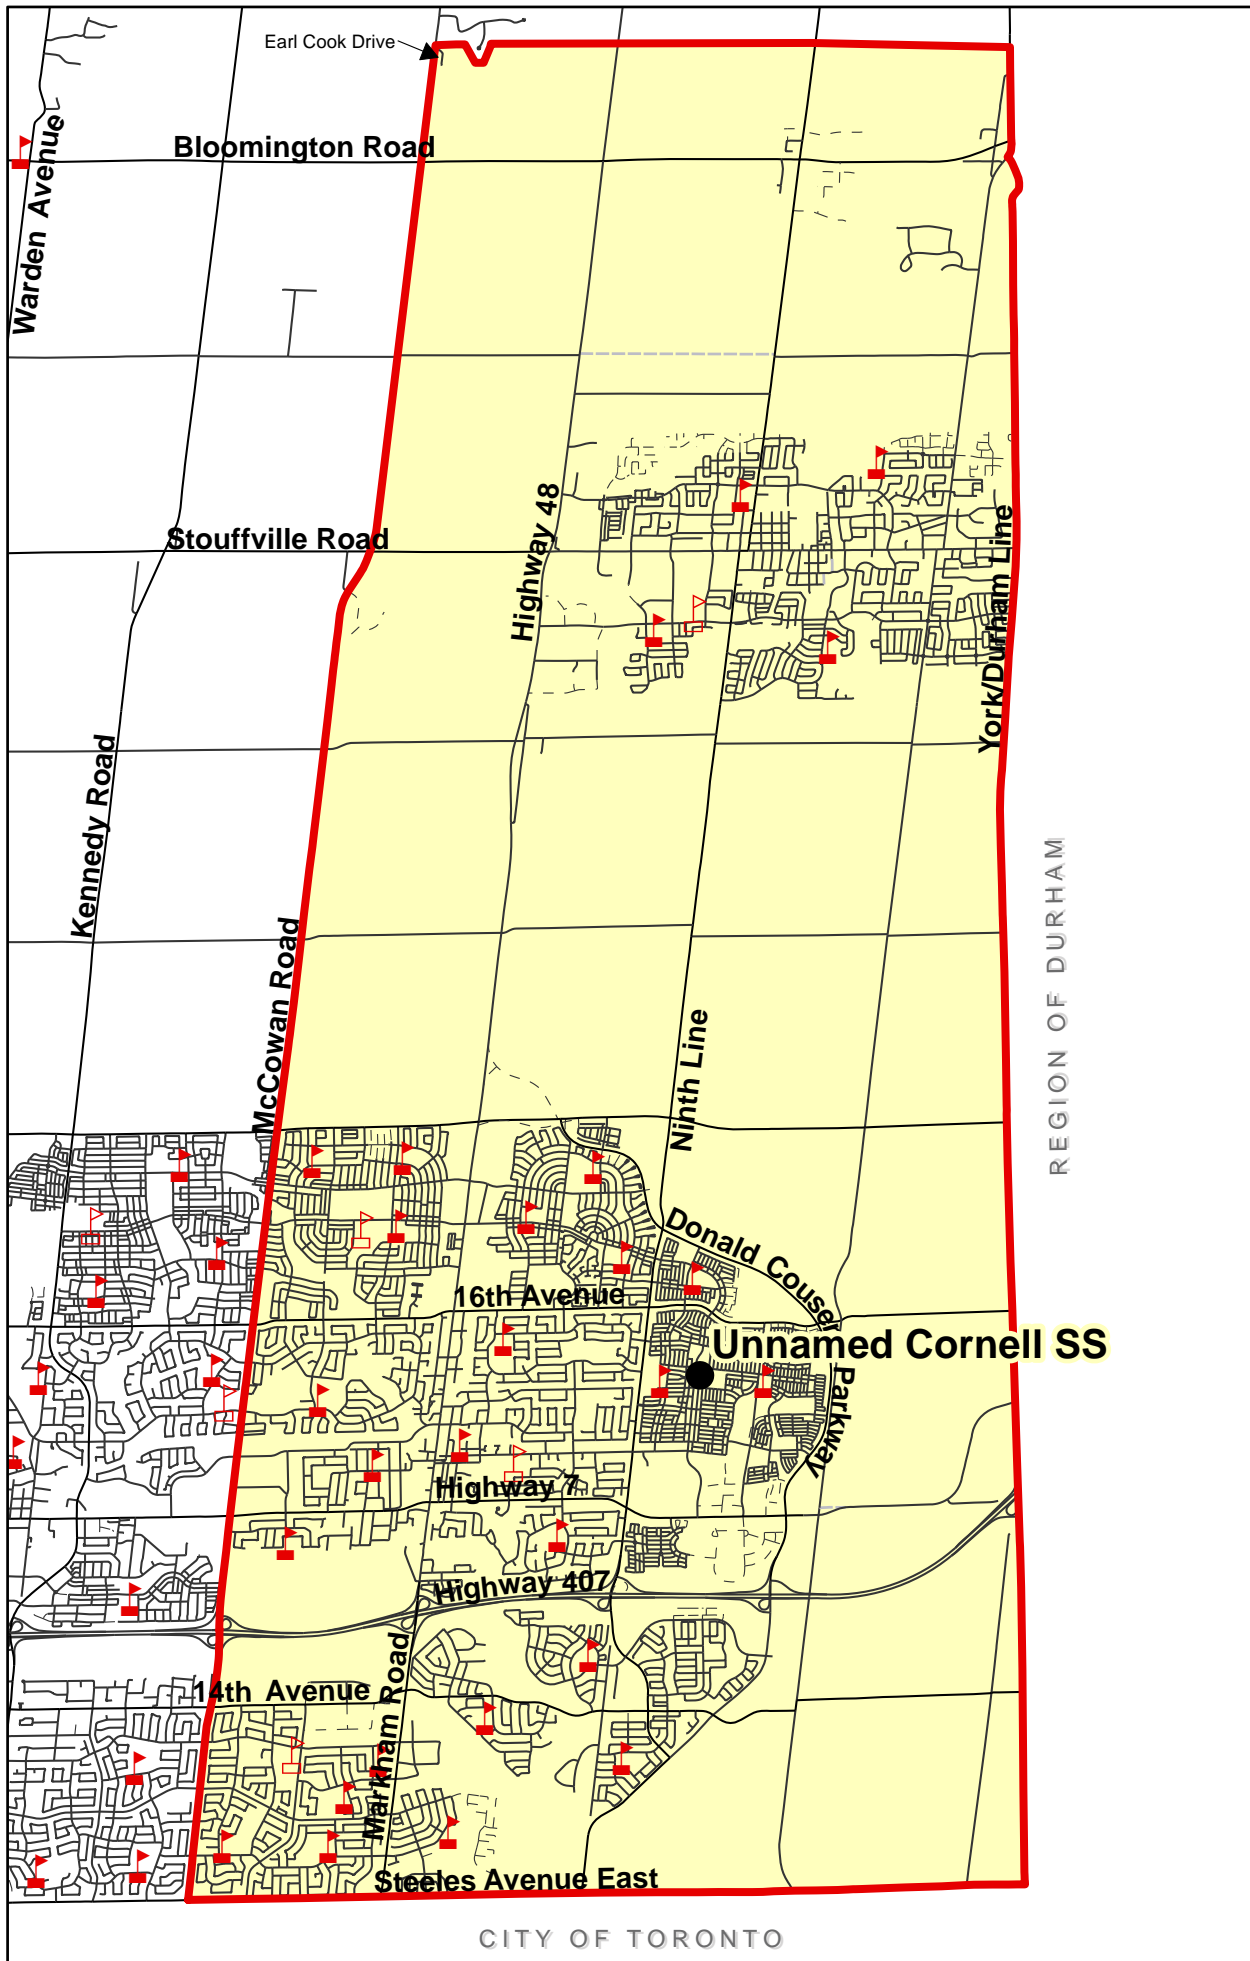 Earl Cook Drive
Bloomington Road
Warden Avenue
Highway 48
Stouffville Road
York/Durham Line
Kennedy Road
REGION OF DURHAM
McCowan Road
Ninth Line
Donald Couser
Parkway
16th Avenue
Unnamed Cornell SS
Highway 7
Highway 407
14th Avenue
Markham Road
Steeles Avenue East
CITY OF TORONTO